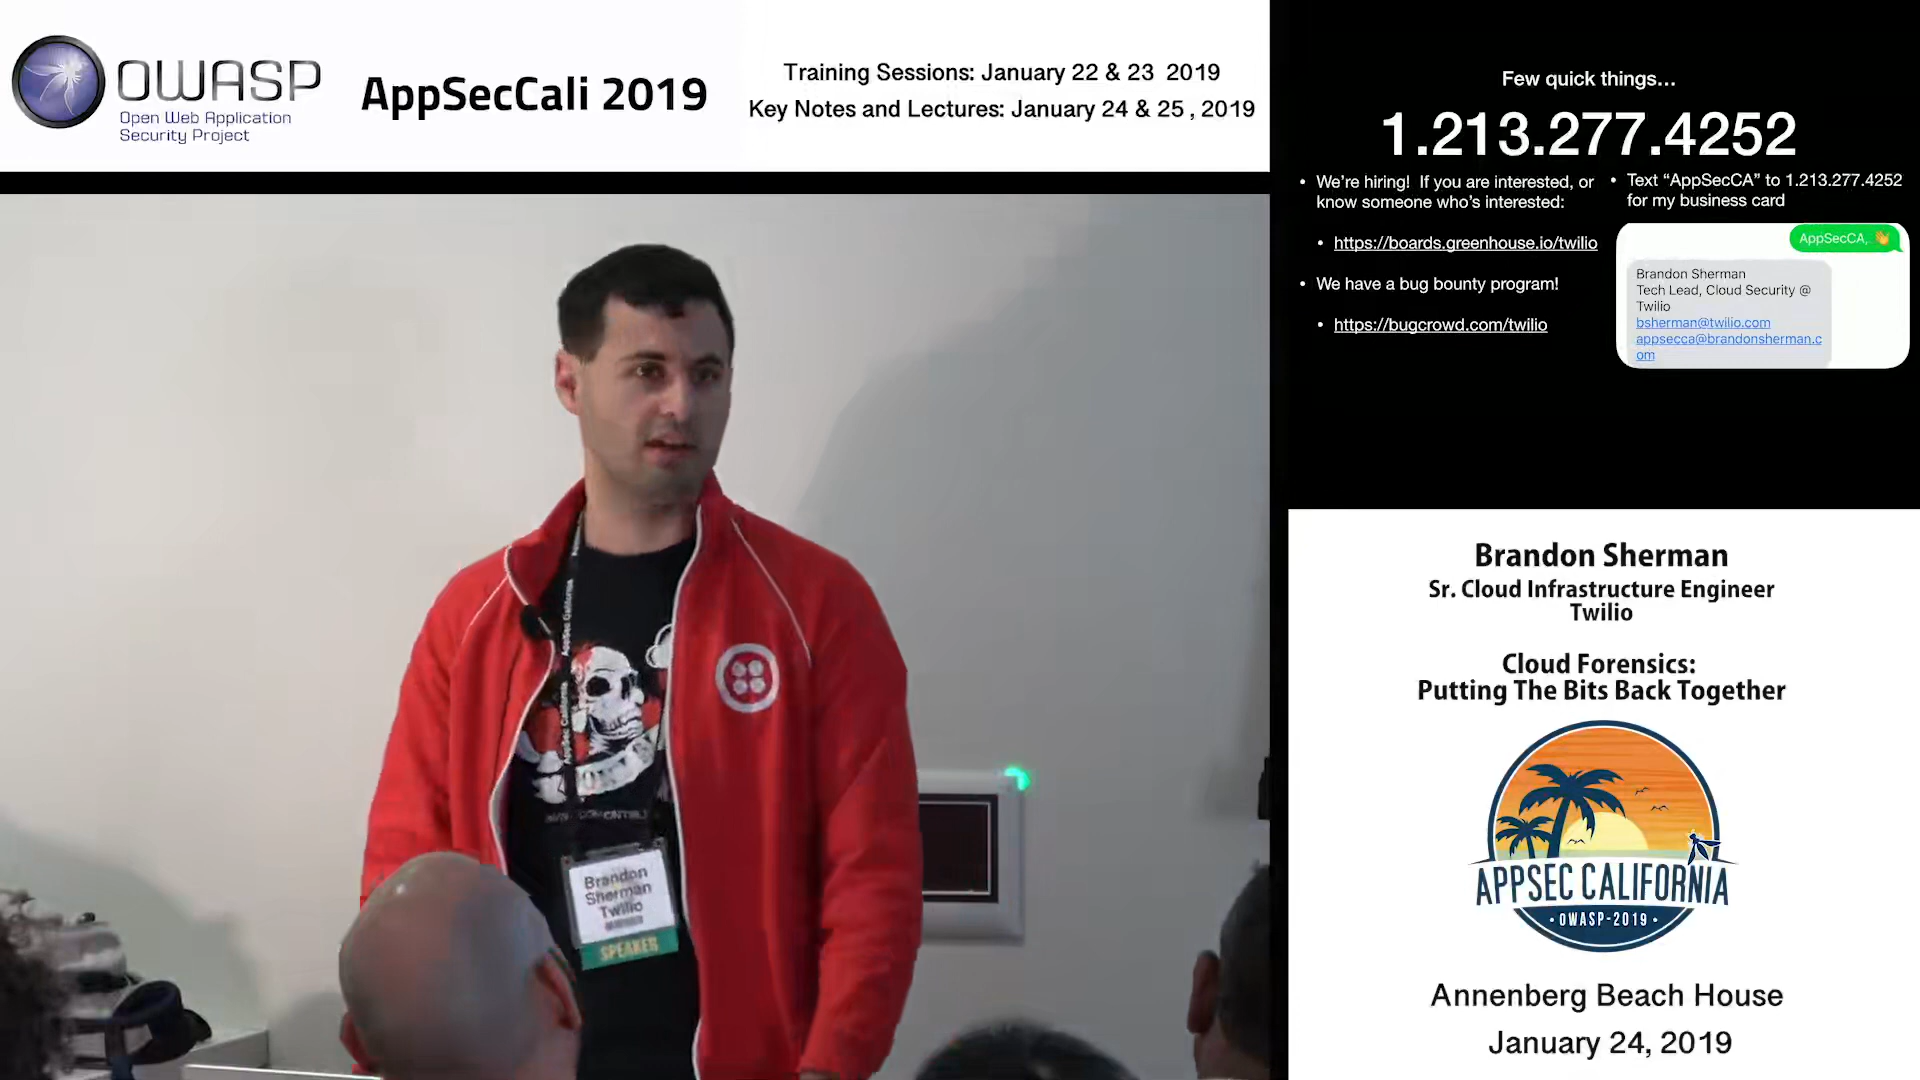 OWASP
Open Web Application
Security Project
AppSecCali 2019
Training Sessions: January 22 & 23 2019
Key Notes and Lectures: January 24 & 25 , 2019
Few quick things...
1.213.277.4252
• We're hiring! If you are interested, or
know someone who's interested:
• https://boards.greenhouse.io/twilio
• We have a bug bounty program!
• https://bugcrowd.com/twilio
• Text “AppSecCA” to 1.213.277.4252
for my business card
AppSecCA, 👋
Brandon Sherman
Tech Lead, Cloud Security @
Twilio
bsherman@twilio.com
appsecca@brandonsherman.c
om
AppSec California
AppSec California
Brandon
Sherman
Twilio
SPEAKER
Brandon Sherman
Sr. Cloud Infrastructure Engineer
Twilio
Cloud Forensics:
Putting The Bits Back Together
APPSEC CALIFORNIA
• OWASP-2019 •
Annenberg Beach House
January 24, 2019